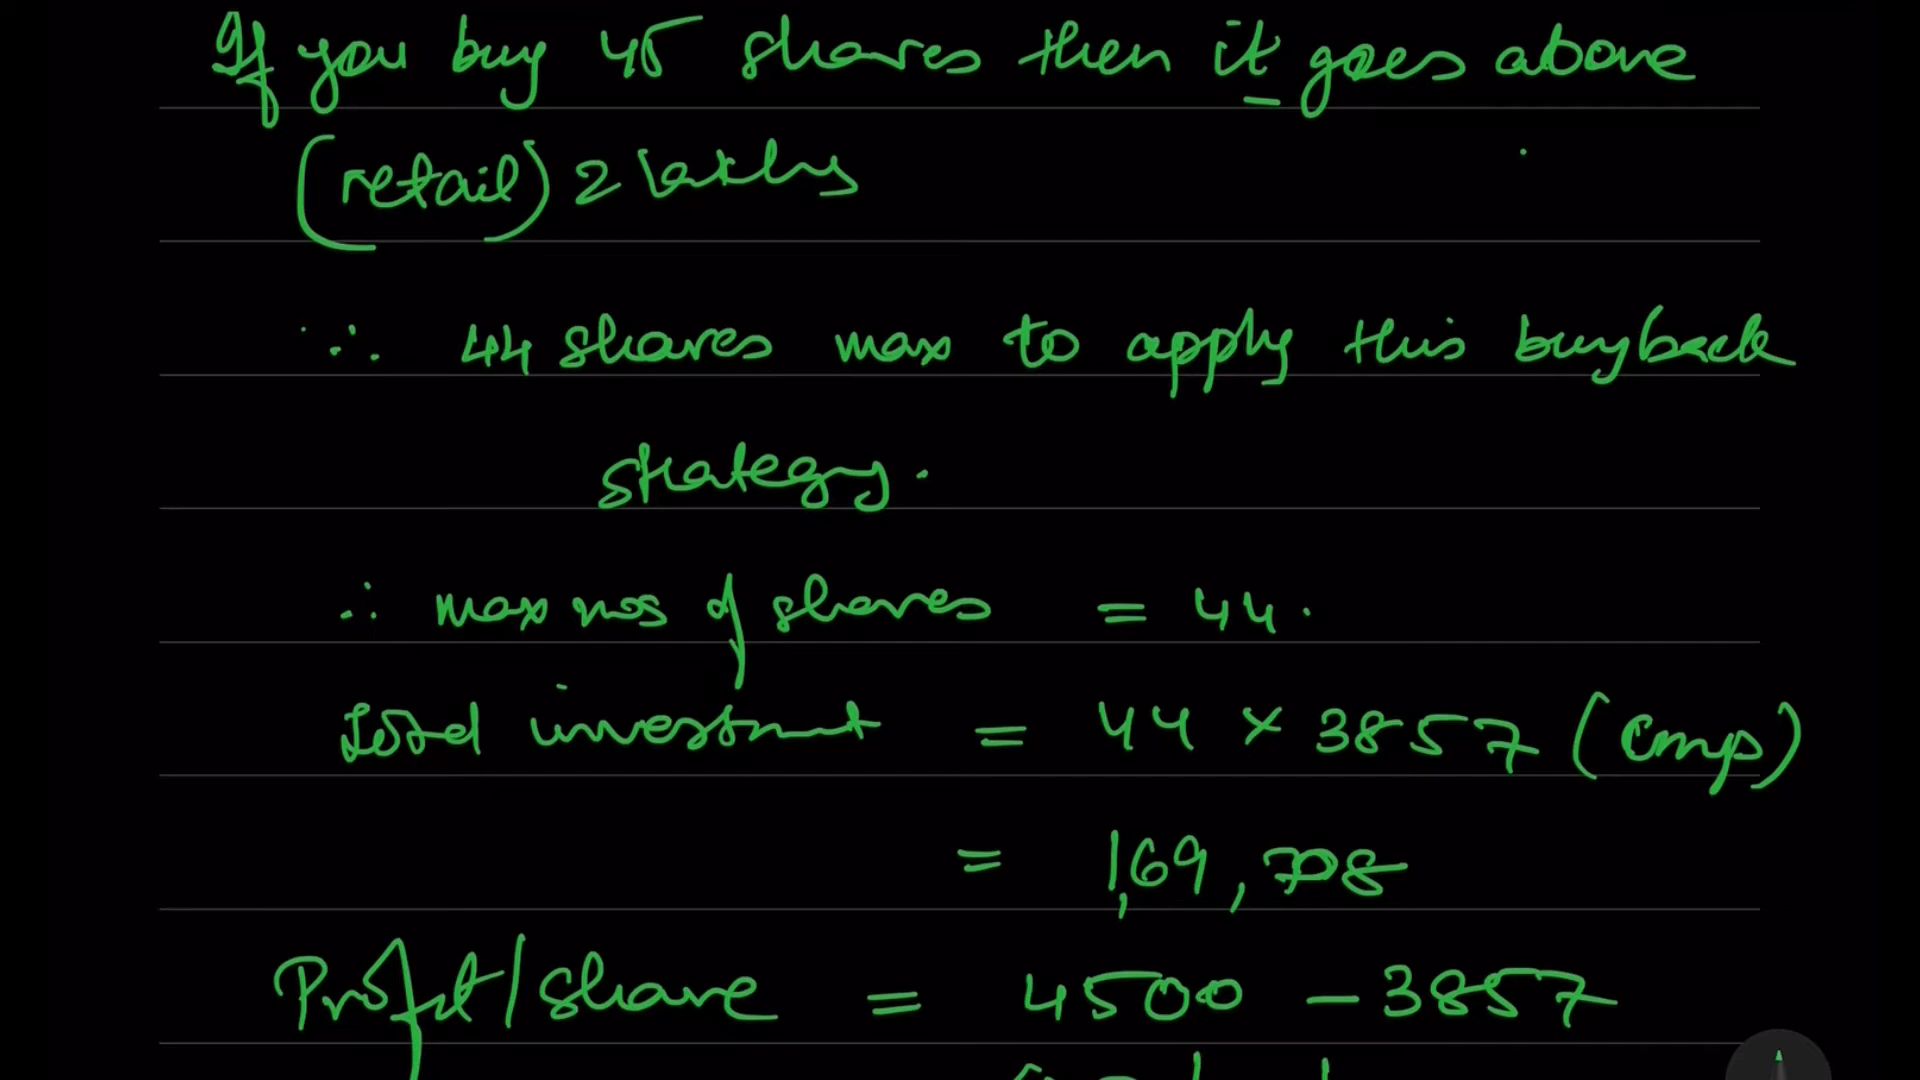 If you buy 45 shares then it goes above
(retail) 2 lakhs
∴ 44 shares max to apply this buyback
strategy.
∴ max nos of shares = 44.
Total investment = 44 × 3857 (cmp)
= 1,69,708
Profit/share = 4500 - 3857